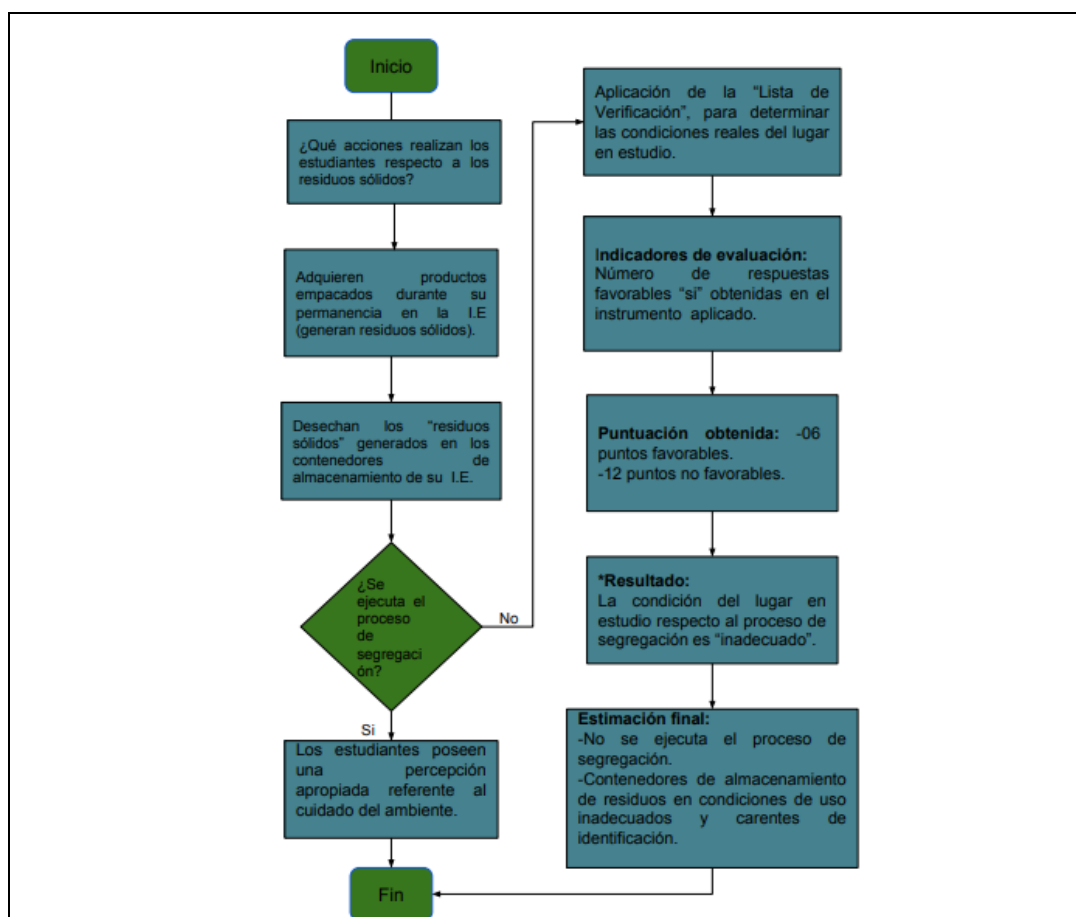 Inicio
¿Qué acciones realizan los
estudiantes respecto a los
residuos sólidos?
Adquieren productos
empacados durante su
permanencia en la I.E
(generan residuos sólidos).
Desechan los “residuos
sólidos” generados en los
contenedores de
almacenamiento de su I.E.
¿Se
ejecuta el
proceso
de
segregaci
ón?
No
Si
Los estudiantes poseen
una percepción
apropiada referente al
cuidado del ambiente.
Fin
Aplicación de la “Lista de
Verificación”, para determinar
las condiciones reales del lugar
en estudio.
Indicadores de evaluación:
Número de respuestas
favorables “si” obtenidas en el
instrumento aplicado.
Puntuación obtenida: -06
puntos favorables.
-12 puntos no favorables.
*Resultado:
La condición del lugar en
estudio respecto al proceso de
segregación es “inadecuado”.
Estimación final:
-No se ejecuta el proceso de
segregación.
-Contenedores de almacenamiento
de residuos en condiciones de uso
inadecuados y carentes de
identificación.